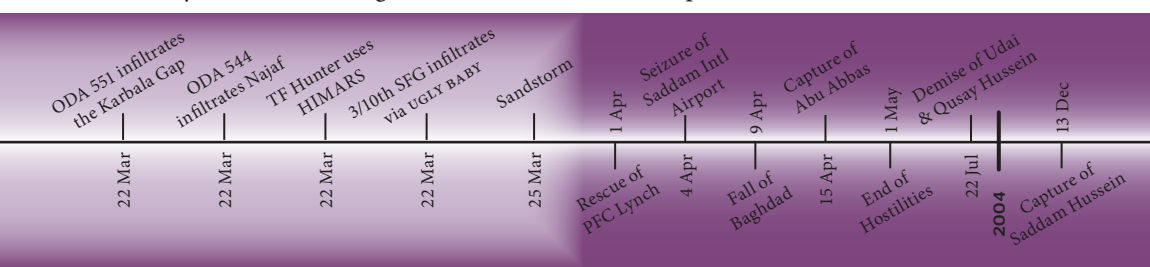 ODA 551 infiltrates
the Karbala Gap
22 Mar
ODA 544
infiltrates Najaf
22 Mar
TF Hunter uses
HIMARS
22 Mar
3/10th SFG infiltrates
via UGLY BABY
22 Mar
Sandstorm
25 Mar
1 Apr
Rescue of
PFC Lynch
Seizure of
Saddam Intl
Airport
4 Apr
9 Apr
Fall of
Baghdad
Capture of
Abu Abbas
15 Apr
1 May
End of
Hostilities
Demise of Udai
& Qusay Hussein
22 Jul
2004
13 Dec
Capture of
Saddam Hussein